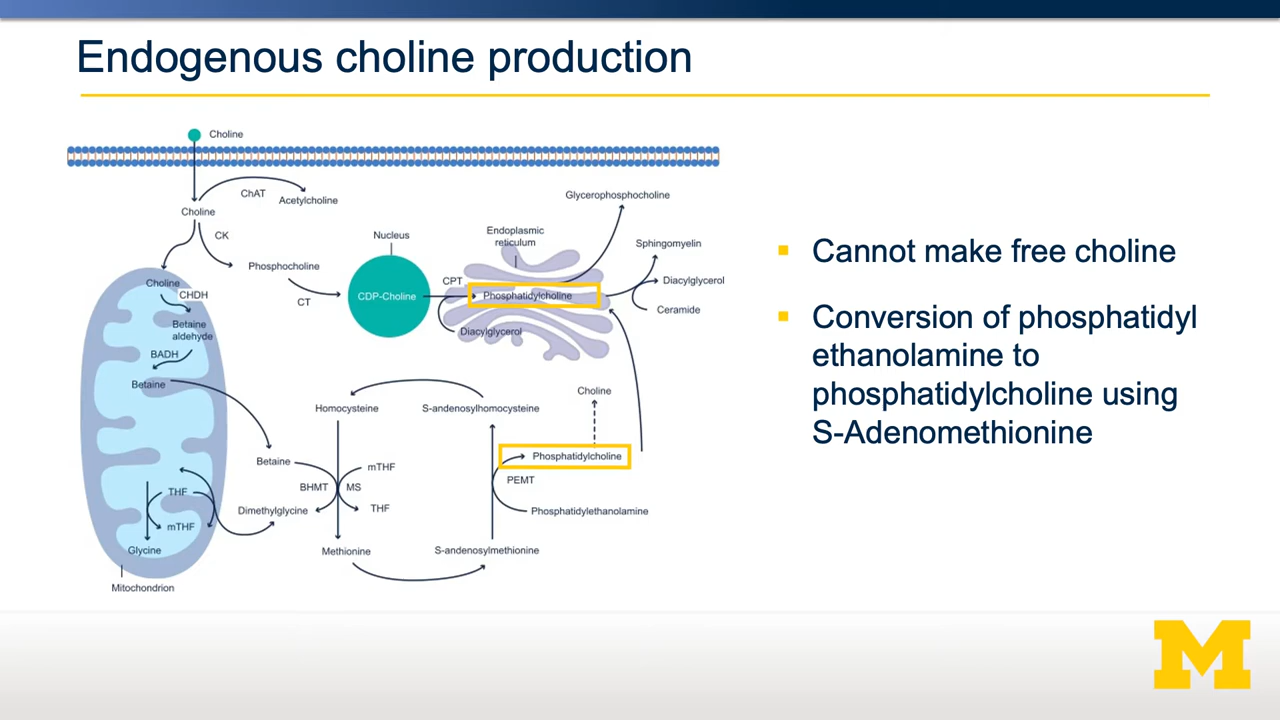 Endogenous choline production
Choline
ChAT
Acetylcholine
Choline
CK
Phosphocholine
CT
Nucleus
CDP-Choline
CPT
Endoplasmic
reticulum
Phosphatidylcholine
Diacylglycerol
Glycerophosphocholine
Sphingomyelin
Diacylglycerol
Ceramide
Choline
CHDH
Betaine
aldehyde
BADH
Betaine
THF
mTHF
Glycine
Mitochondrion
Betaine
BHMT
MS
mTHF
THF
Dimethylglycine
Homocysteine
Methionine
S-andenosylhomocysteine
S-andenosylmethionine
Choline
Phosphatidylcholine
PEMT
Phosphatidylethanolamine
Cannot make free choline
Conversion of phosphatidyl
ethanolamine to
phosphatidylcholine using
S-Adenomethionine
M